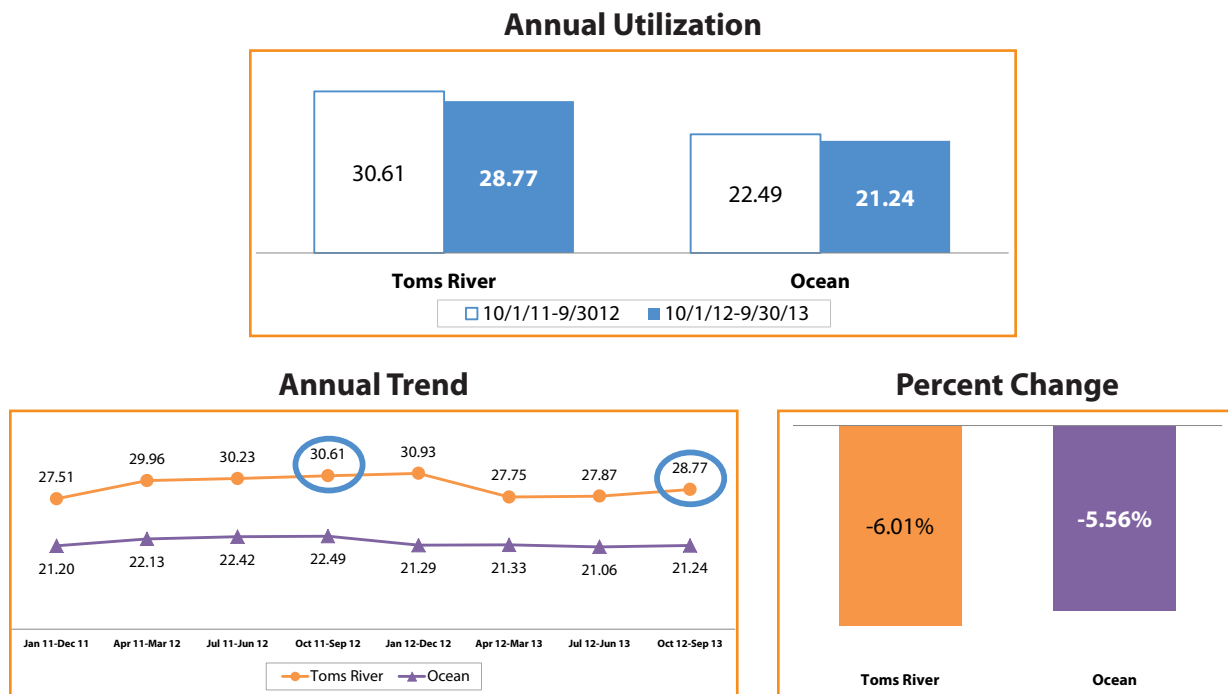 Annual Utilization
30.61
28.77
22.49
21.24
Toms River
Ocean
10/1/11-9/3012
10/1/12-9/30/13
Annual Trend
27.51
29.96
30.23
30.61
30.93
27.75
27.87
28.77
21.20
22.13
22.42
22.49
21.29
21.33
21.06
21.24
Jan 11-Dec 11
Apr 11-Mar 12
Jul 11-Jun 12
Oct 11-Sep 12
Jan 12-Dec 12
Apr 12-Mar 13
Jul 12-Jun 13
Oct 12-Sep 13
Toms River
Ocean
Percent Change
-6.01%
-5.56%
Toms River
Ocean